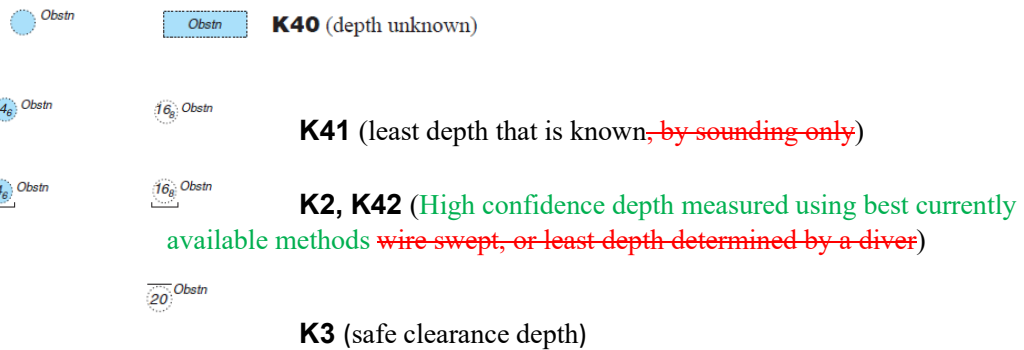 Obstn Obstn K40 (depth unknown)
4₆ Obstn 16₈ Obstn
K41 (least depth that is known, by sounding only)
Obstn 16₈ Obstn
K2, K42 (High confidence depth measured using best currently
available methods wire swept, or least depth determined by a diver)
20 Obstn
K3 (safe clearance depth)